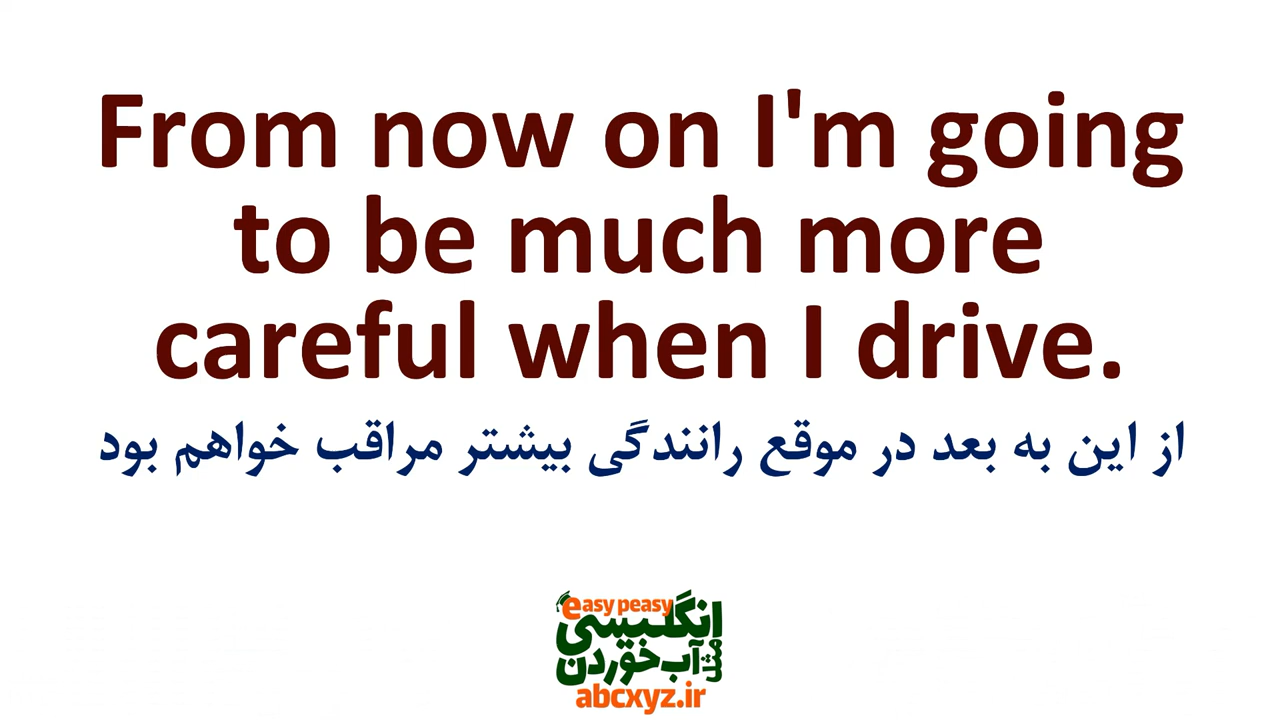 From now on I'm going
to be much more
careful when I drive.
از این به بعد در موقع رانندگی بیشتر مراقب خواهم بود
easy peasy
انگلیسی
مثل آب خوردن
abcxyz.ir